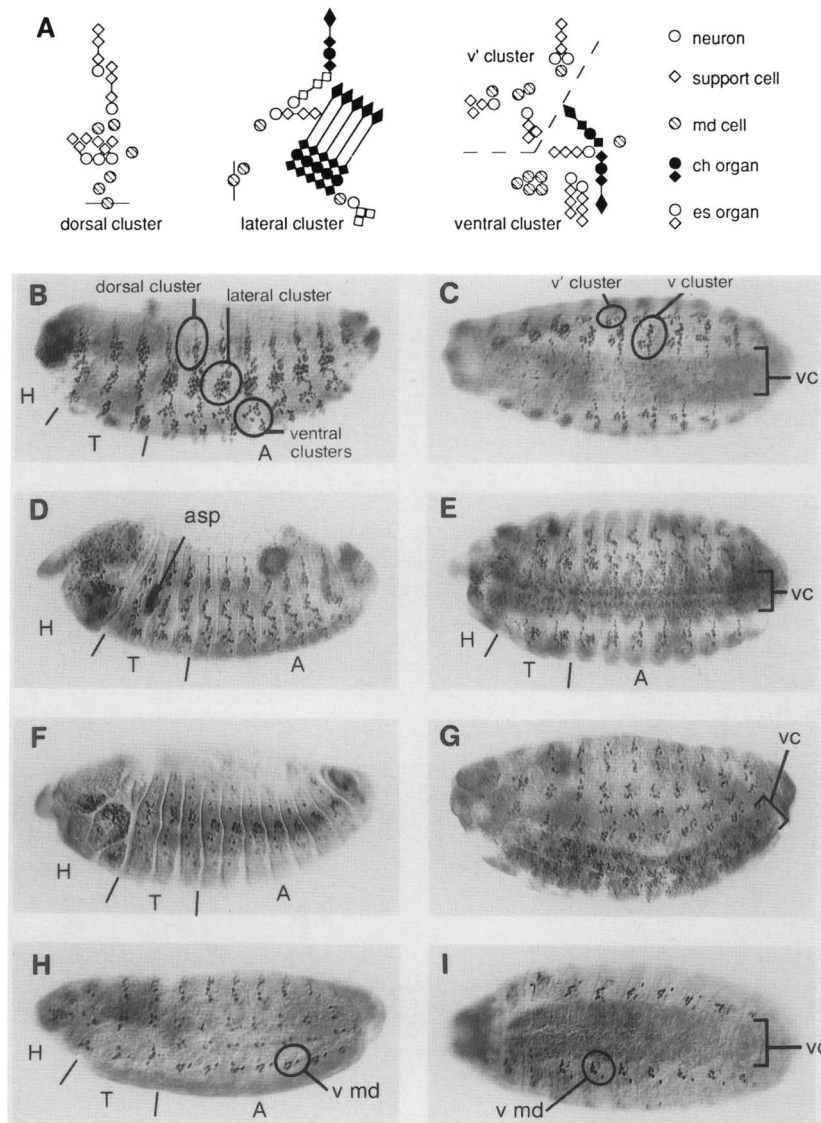 A
neuron
support cell
md cell
ch organ
es organ
dorsal cluster
lateral cluster
v' cluster
ventral cluster
B
dorsal cluster
lateral cluster
ventral
clusters
H
T
A
C
v' cluster
v cluster
vc
D
asp
H
T
A
E
vc
H
T
A
F
H
T
A
G
vc
H
H
T
A
v md
I
vc
v md